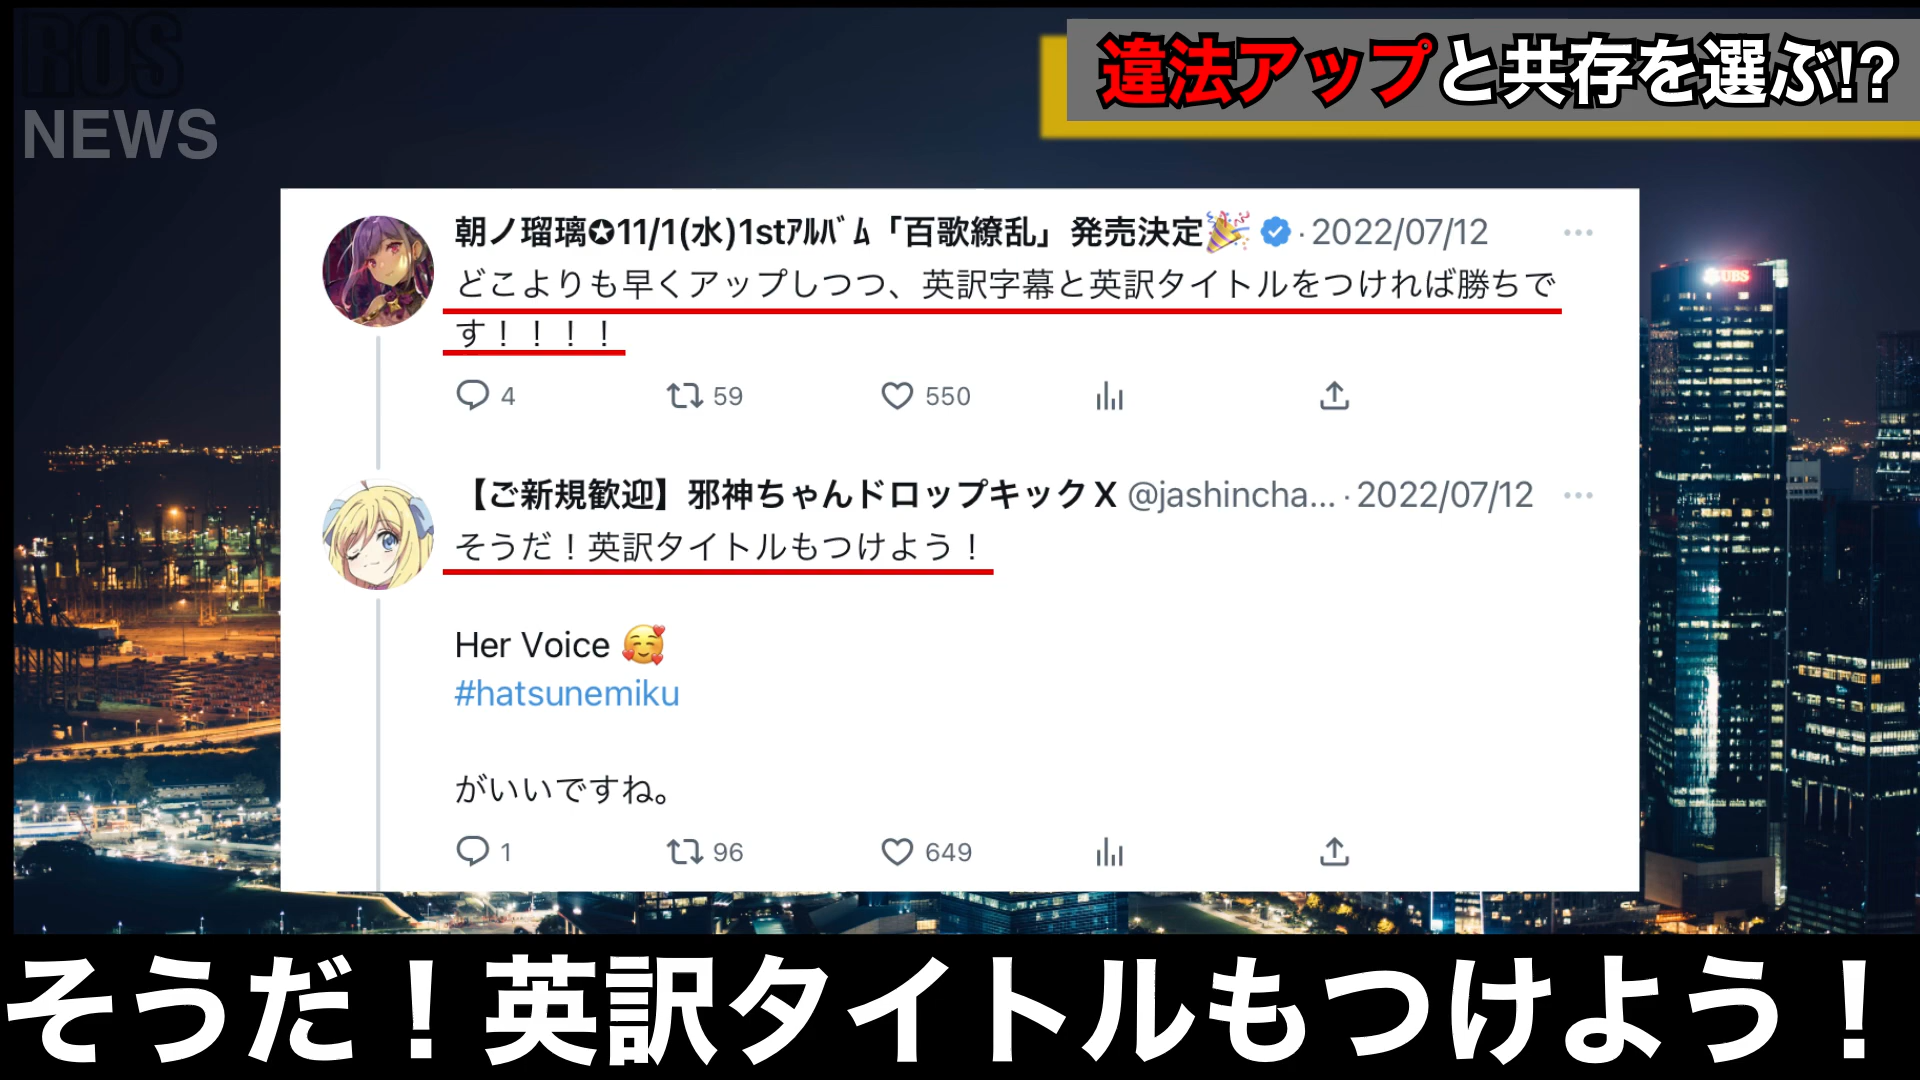 ROS
NEWS
違法アップと共存を選ぶ!?
朝ノ瑠璃✪11/1(水)1stｱﾙﾊﾞﾑ「百歌繚乱」発売決定🎉 · 2022/07/12
どこよりも早くアップしつつ、英訳字幕と英訳タイトルをつければ勝ちで
す！！！！
4 59 550
【ご新規歓迎】邪神ちゃんドロップキックX @jashincha... · 2022/07/12
そうだ！英訳タイトルもつけよう！
Her Voice 🥰
#hatsunemiku
がいいですね。
1 96 649
UBS
そうだ！英訳タイトルもつけよう！